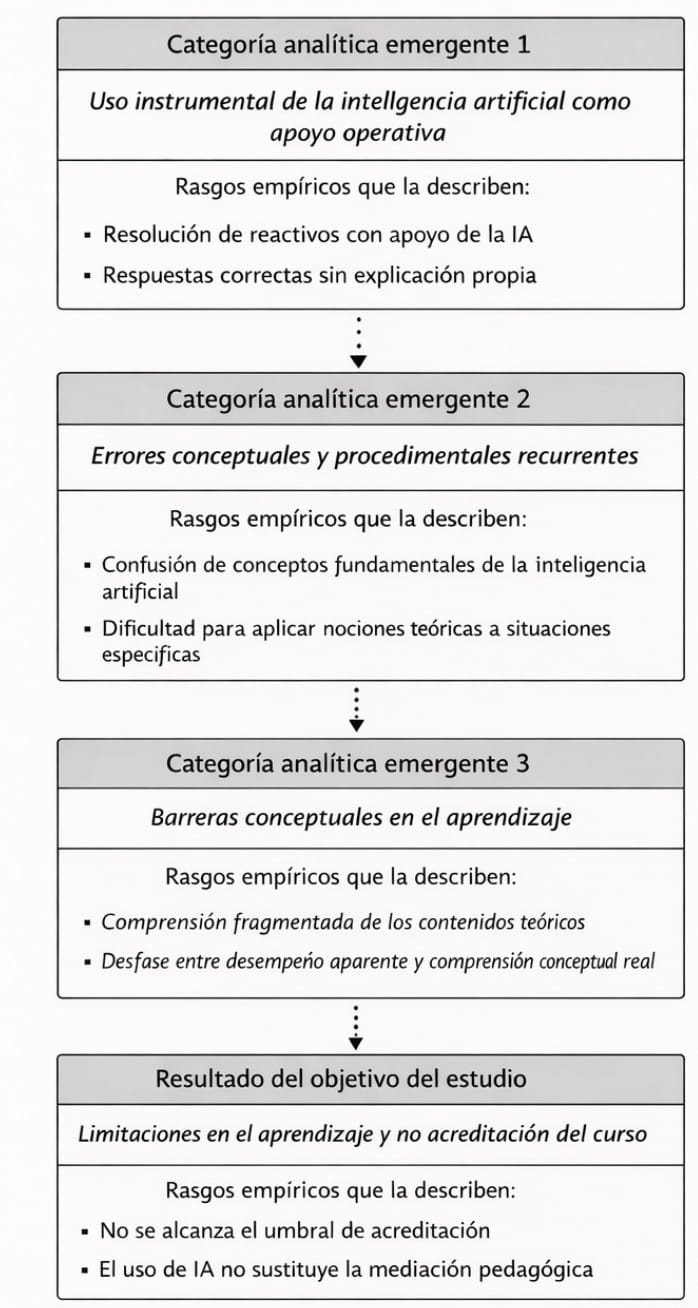 Categoría analítica emergente 1
Uso instrumental de la intellgencia artificial como
apoyo operativa
Rasgos empíricos que la describen:
▪ Resolución de reactivos con apoyo de la IA
▪ Respuestas correctas sin explicación propia
Categoría analítica emergente 2
Errores conceptuales y procedimentales recurrentes
Rasgos empíricos que la describen:
▪ Confusión de conceptos fundamentales de la inteligencia
artificial
▪ Dificultad para aplicar nociones teóricas a situaciones
especificas
Categoría analítica emergente 3
Barreras conceptuales en el aprendizaje
Rasgos empíricos que la describen:
▪ Comprensión fragmentada de los contenidos teóricos
▪ Desfase entre desempeño aparente y comprensión conceptual real
Resultado del objetivo del estudio
Limitaciones en el aprendizaje y no acreditación del curso
Rasgos empíricos que la describen:
▪ No se alcanza el umbral de acreditación
▪ El uso de IA no sustituye la mediación pedagógica